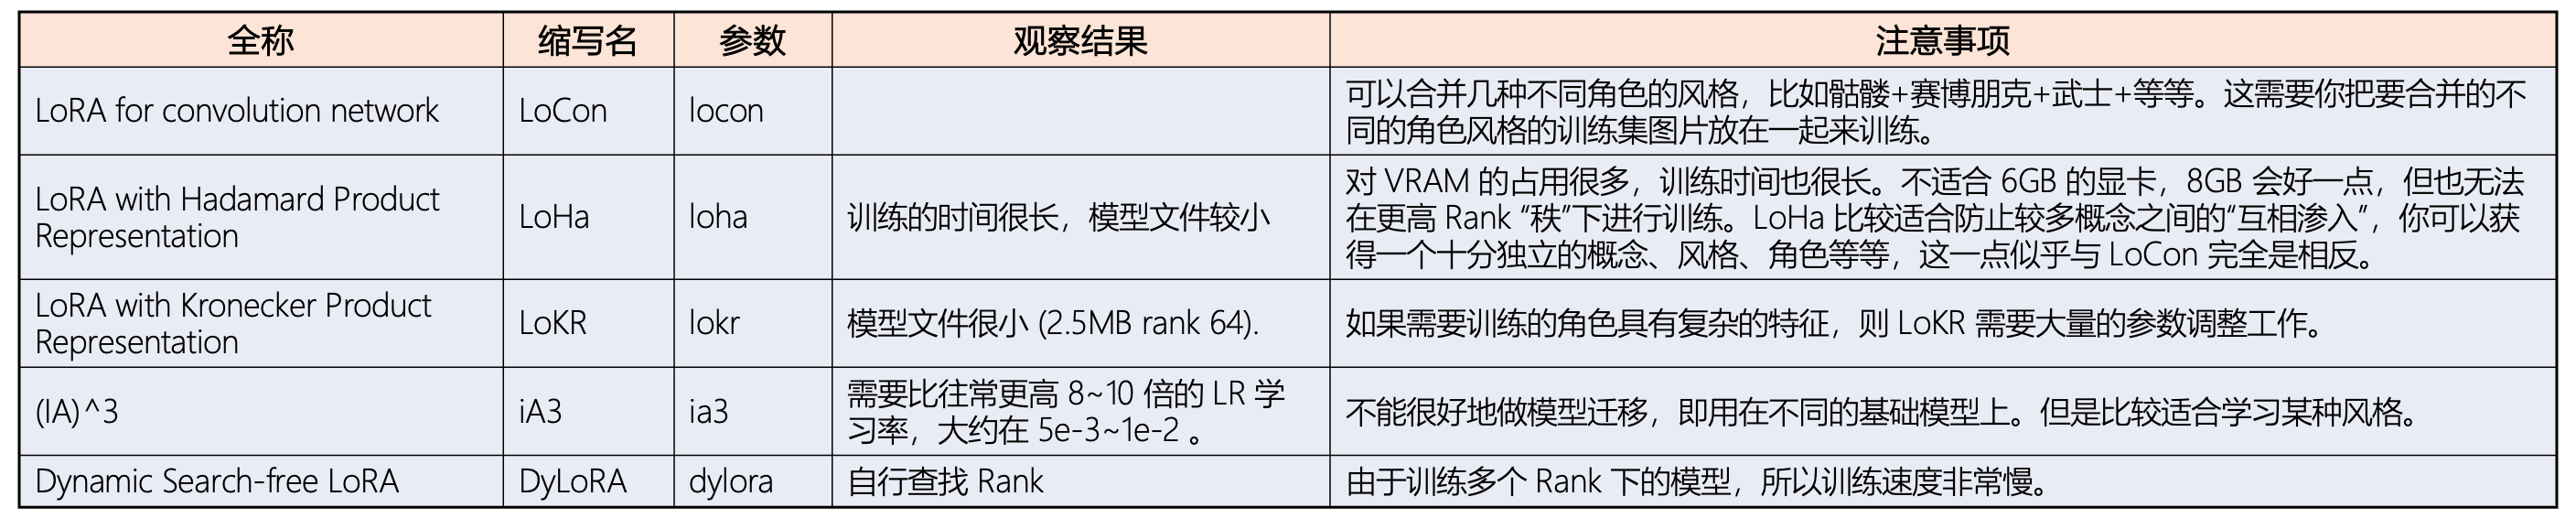 全称 缩写名 参数 观察结果 注意事项
LoRA for convolution network LoCon locon
可以合并几种不同角色的风格，比如骷髅+赛博朋克+武士+等等。这需要你把要合并的不
同的角色风格的训练集图片放在一起来训练。
LoRA with Hadamard Product
Representation
LoHa
loha
训练的时间很长，模型文件较小
对 VRAM 的占用很多，训练时间也很长。不适合 6GB 的显卡，8GB 会好一点，但也无法
在更高 Rank “秩”下进行训练。LoHa 比较适合防止较多概念之间的“互相渗入”，你可以获
得一个十分独立的概念、风格、角色等等，这一点似乎与 LoCon 完全是相反。
LoRA with Kronecker Product
Representation
LoKR
lokr
模型文件很小 (2.5MB rank 64).
如果需要训练的角色具有复杂的特征，则 LoKR 需要大量的参数调整工作。
(IA)^3
iA3
ia3
需要比往常更高 8~10 倍的 LR 学
习率，大约在 5e-3~1e-2 。
不能很好地做模型迁移，即用在不同的基础模型上。但是比较适合学习某种风格。
Dynamic Search-free LoRA
DyLoRA
dylora
自行查找 Rank
由于训练多个 Rank 下的模型，所以训练速度非常慢。